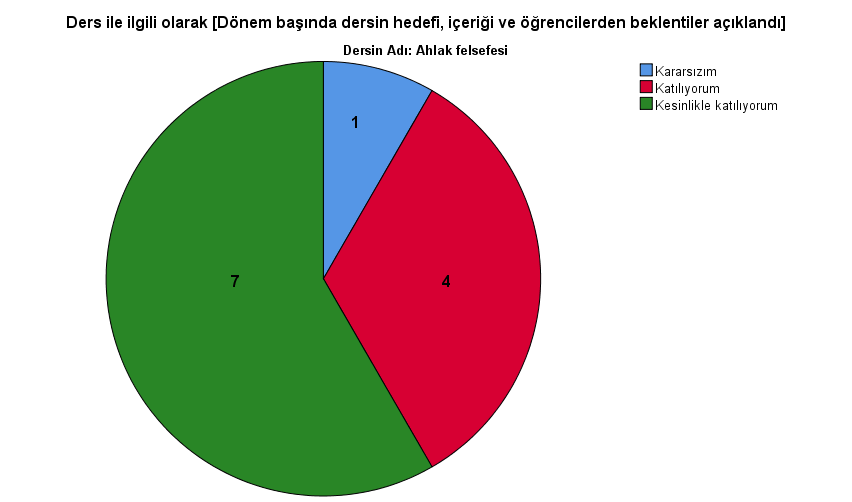 Ders ile ilgili olarak [Dönem başında dersin hedefi, içeriği ve öğrencilerden beklentiler açıklandı]
Dersin Adı: Ahlak felsefesi
Kararsızım
Katılıyorum
Kesinlikle katılıyorum
1
7
4